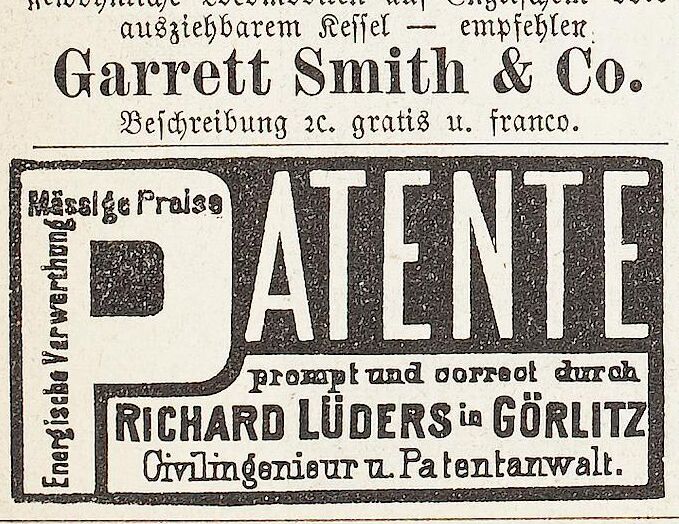 ausziehbarem Kessel — empfehlen
Garrett Smith & Co.
Beschreibung ꝛc. gratis u. franco.
PATENTE
Mässige Preise
Energische Verwerthung
prompt und correct durch
RICHARD LÜDERS in GÖRLITZ
Civilingenieur u. Patentanwalt.